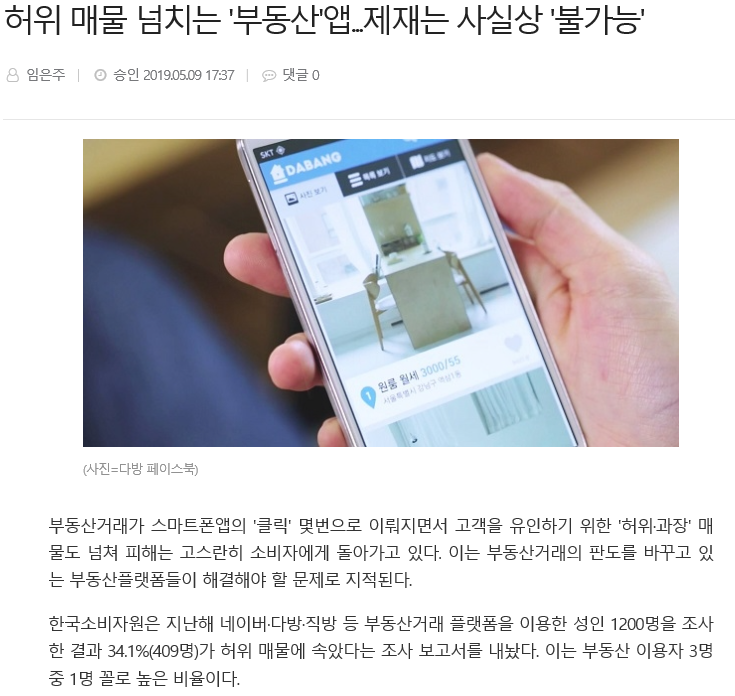 허위 매물 넘치는 '부동산'앱...제재는 사실상 '불가능'
임은주 | 승인 2019.05.09 17:37 | 댓글 0
SKT
DABANG
사진 보기
목록 보기
지도 보기
원룸 월세 3000/55
1
서울특별시 강남구 역삼1동
(사진=다방 페이스북)
부동산거래가 스마트폰앱의 '클릭' 몇번으로 이뤄지면서 고객을 유인하기 위한 '허위·과장' 매
물도 넘쳐 피해는 고스란히 소비자에게 돌아가고 있다. 이는 부동산거래의 판도를 바꾸고 있
는 부동산플랫폼들이 해결해야 할 문제로 지적된다.
한국소비자원은 지난해 네이버·다방·직방 등 부동산거래 플랫폼을 이용한 성인 1200명을 조사
한 결과 34.1%(409명)가 허위 매물에 속았다는 조사 보고서를 내놨다. 이는 부동산 이용자 3명
중 1명 꼴로 높은 비율이다.